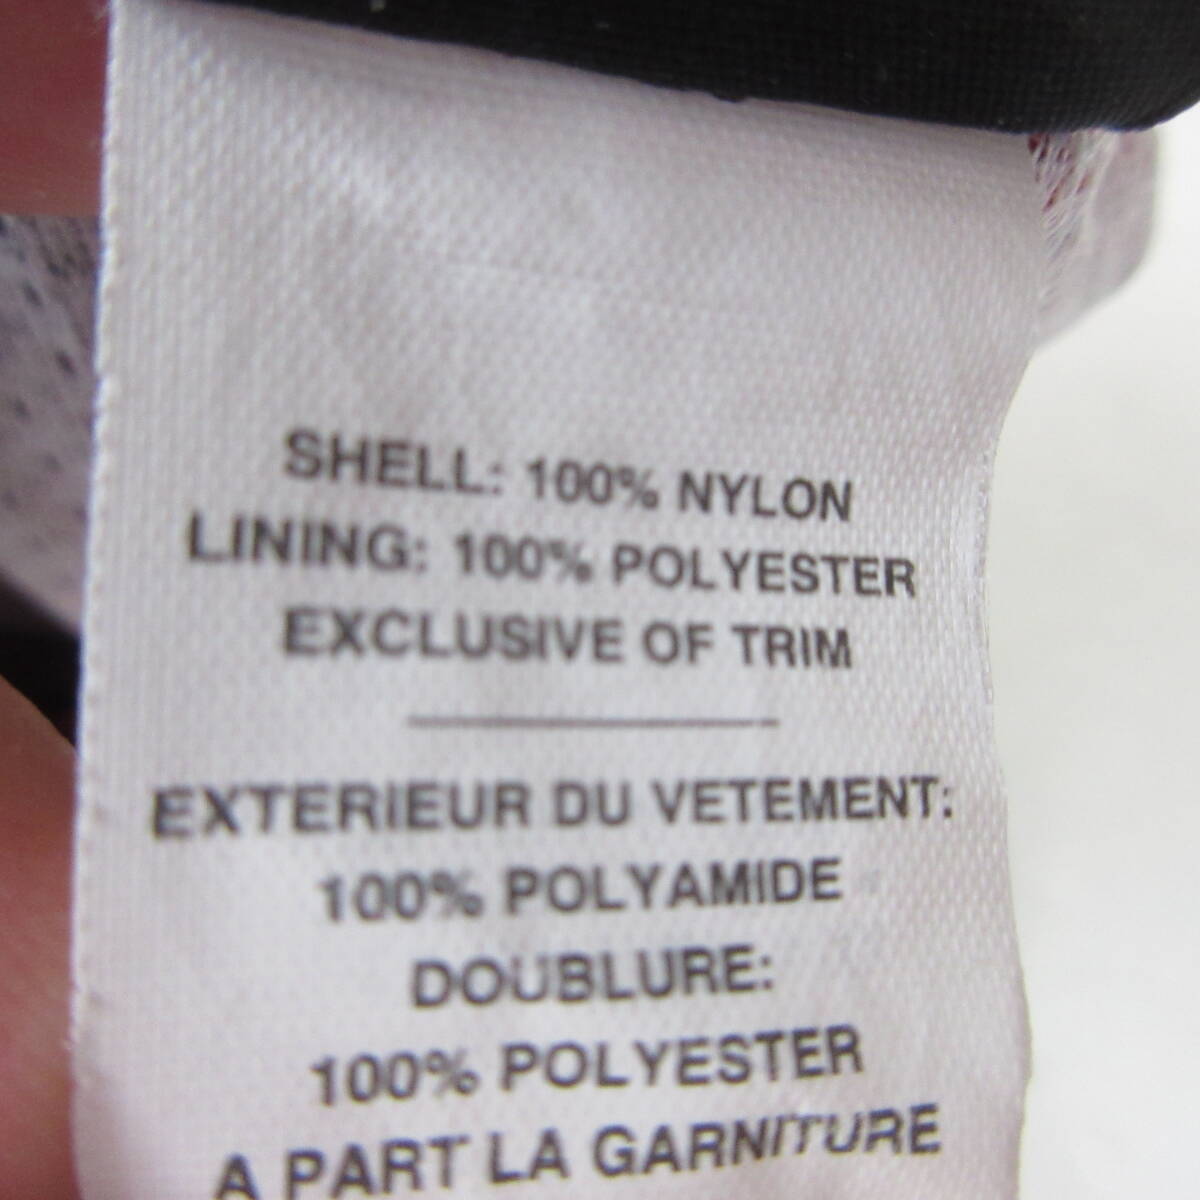 SHELL: 100% NYLON
LINING: 100% POLYESTER
EXCLUSIVE OF TRIM
EXTERIEUR DU VETEMENT:
100% POLYAMIDE
DOUBLURE:
100% POLYESTER
A PART LA GARNITURE